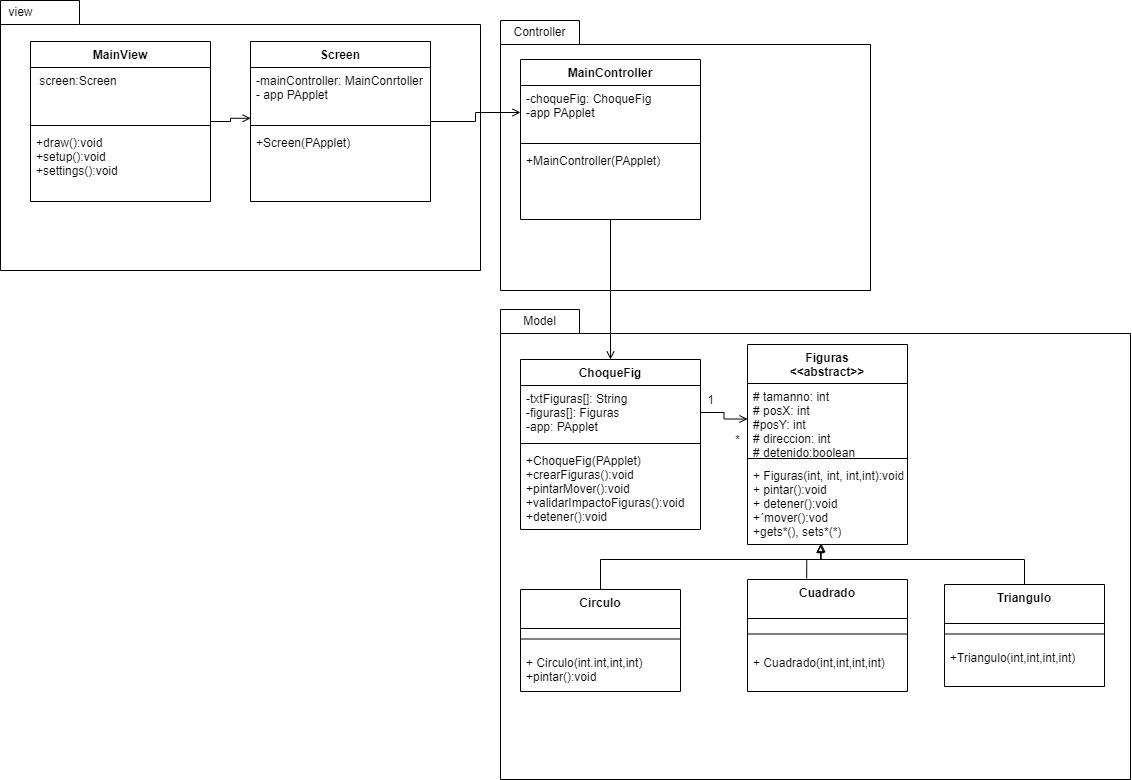 view
MainView
screen:Screen
+draw():void
+setup():void
+settings():void
Screen
-mainController: MainConrtoller
- app PApplet
+Screen(PApplet)
Controller
MainController
-choqueFig: ChoqueFig
-app PApplet
+MainController(PApplet)
Model
ChoqueFig
-txtFiguras[]: String
-figuras[]: Figuras
-app: PApplet
+ChoqueFig(PApplet)
+crearFiguras():void
+pintarMover():void
+validarImpactoFiguras():void
+detener():void
1
*
Figuras
<<abstract>>
# tamanno: int
# posX: int
#posY: int
# direccion: int
# detenido:boolean
+ Figuras(int, int, int,int):void
+ pintar():void
+ detener():void
+´mover():vod
+gets*(), sets*(*)
Circulo
+ Circulo(int.int,int,int)
+pintar():void
Cuadrado
+ Cuadrado(int,int,int,int)
Triangulo
+Triangulo(int,int,int,int)